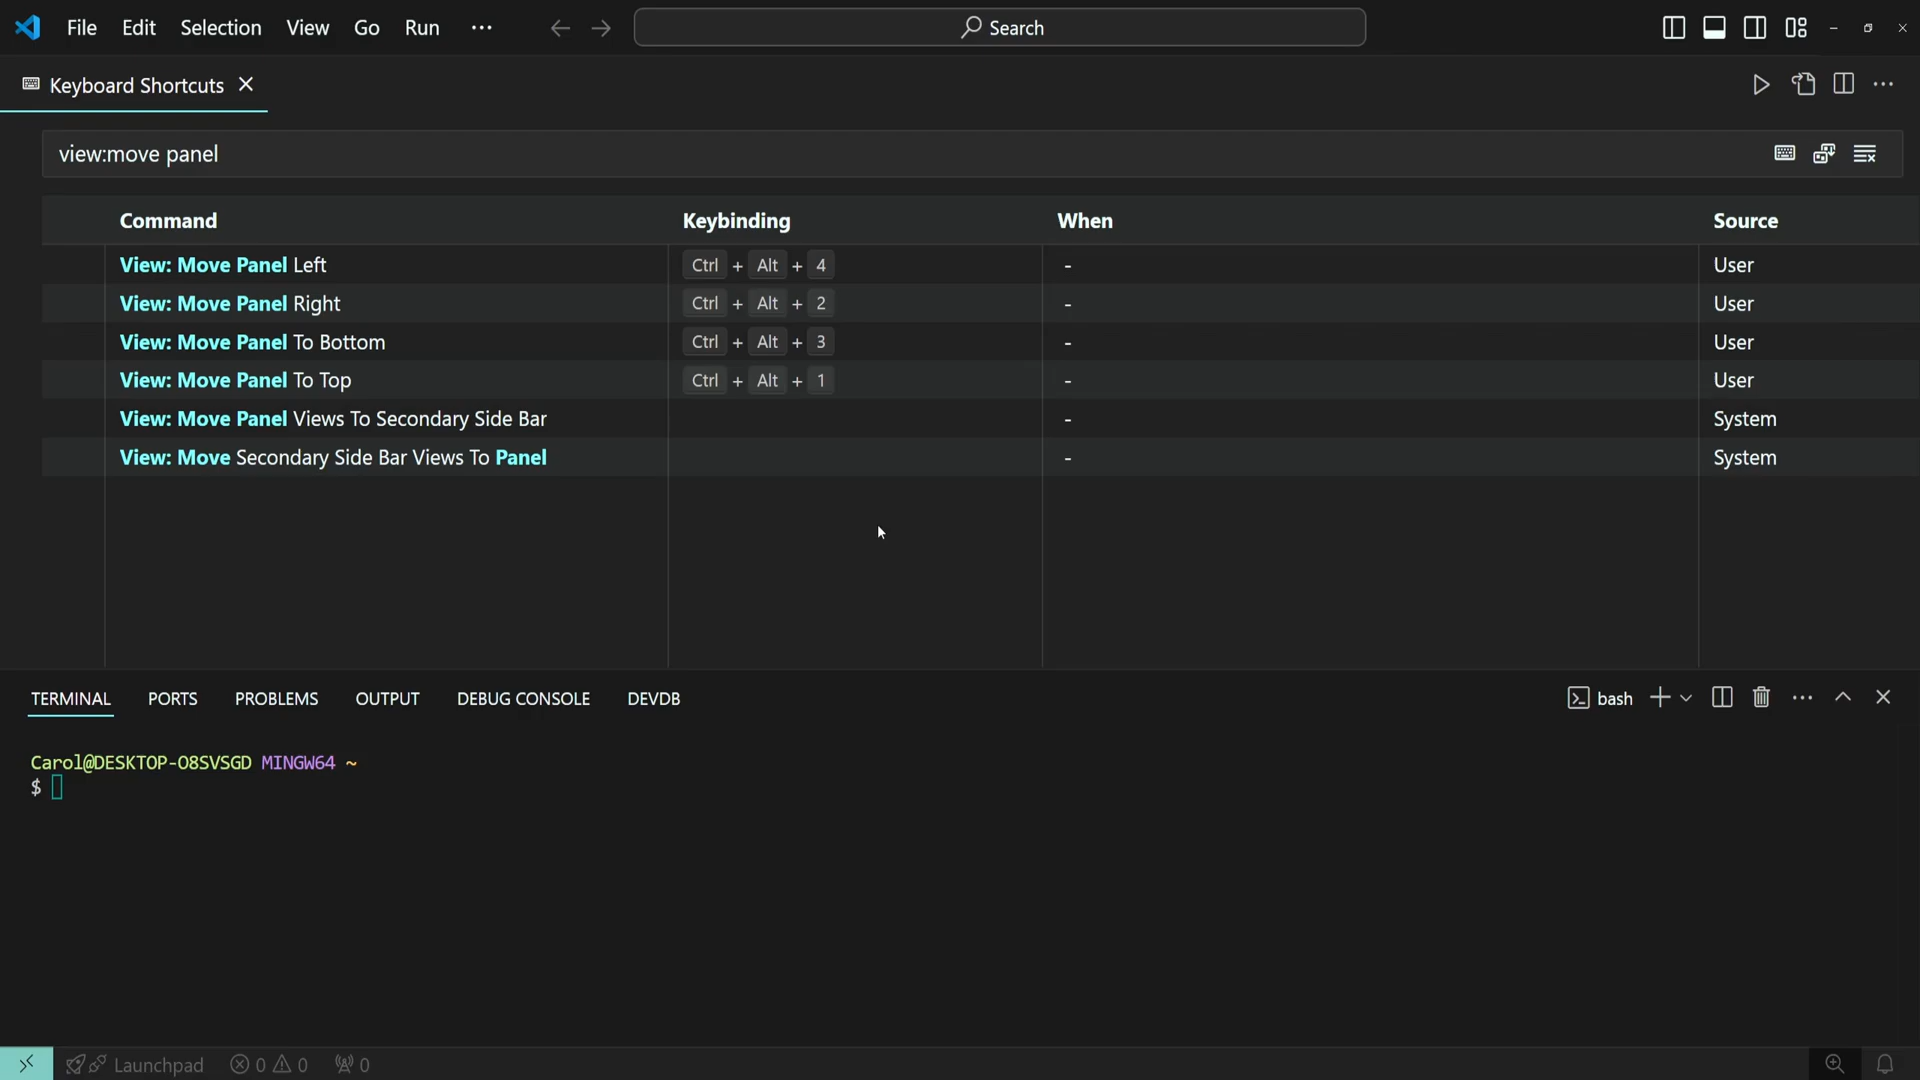 File Edit Selection View Go Run ··· Search
Keyboard Shortcuts
view:move panel
Command Keybinding When Source
View: Move Panel Left Ctrl + Alt + 4 - User
View: Move Panel Right Ctrl + Alt + 2 - User
View: Move Panel To Bottom Ctrl + Alt + 3 - User
View: Move Panel To Top Ctrl + Alt + 1 - User
View: Move Panel Views To Secondary Side Bar - System
View: Move Secondary Side Bar Views To Panel - System
TERMINAL PORTS PROBLEMS OUTPUT DEBUG CONSOLE DEVDB bash
Carol@DESKTOP-O8SVSGD MINGW64 ~
$
Launchpad 0 0 0